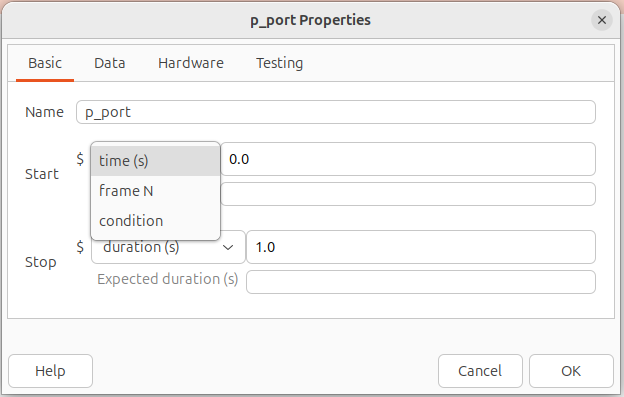 p_port Properties
Basic Data Hardware Testing
Name p_port
Start $ time (s) 0.0
frame N
condition
Stop $ duration (s) 1.0
Expected duration (s)
Help Cancel OK